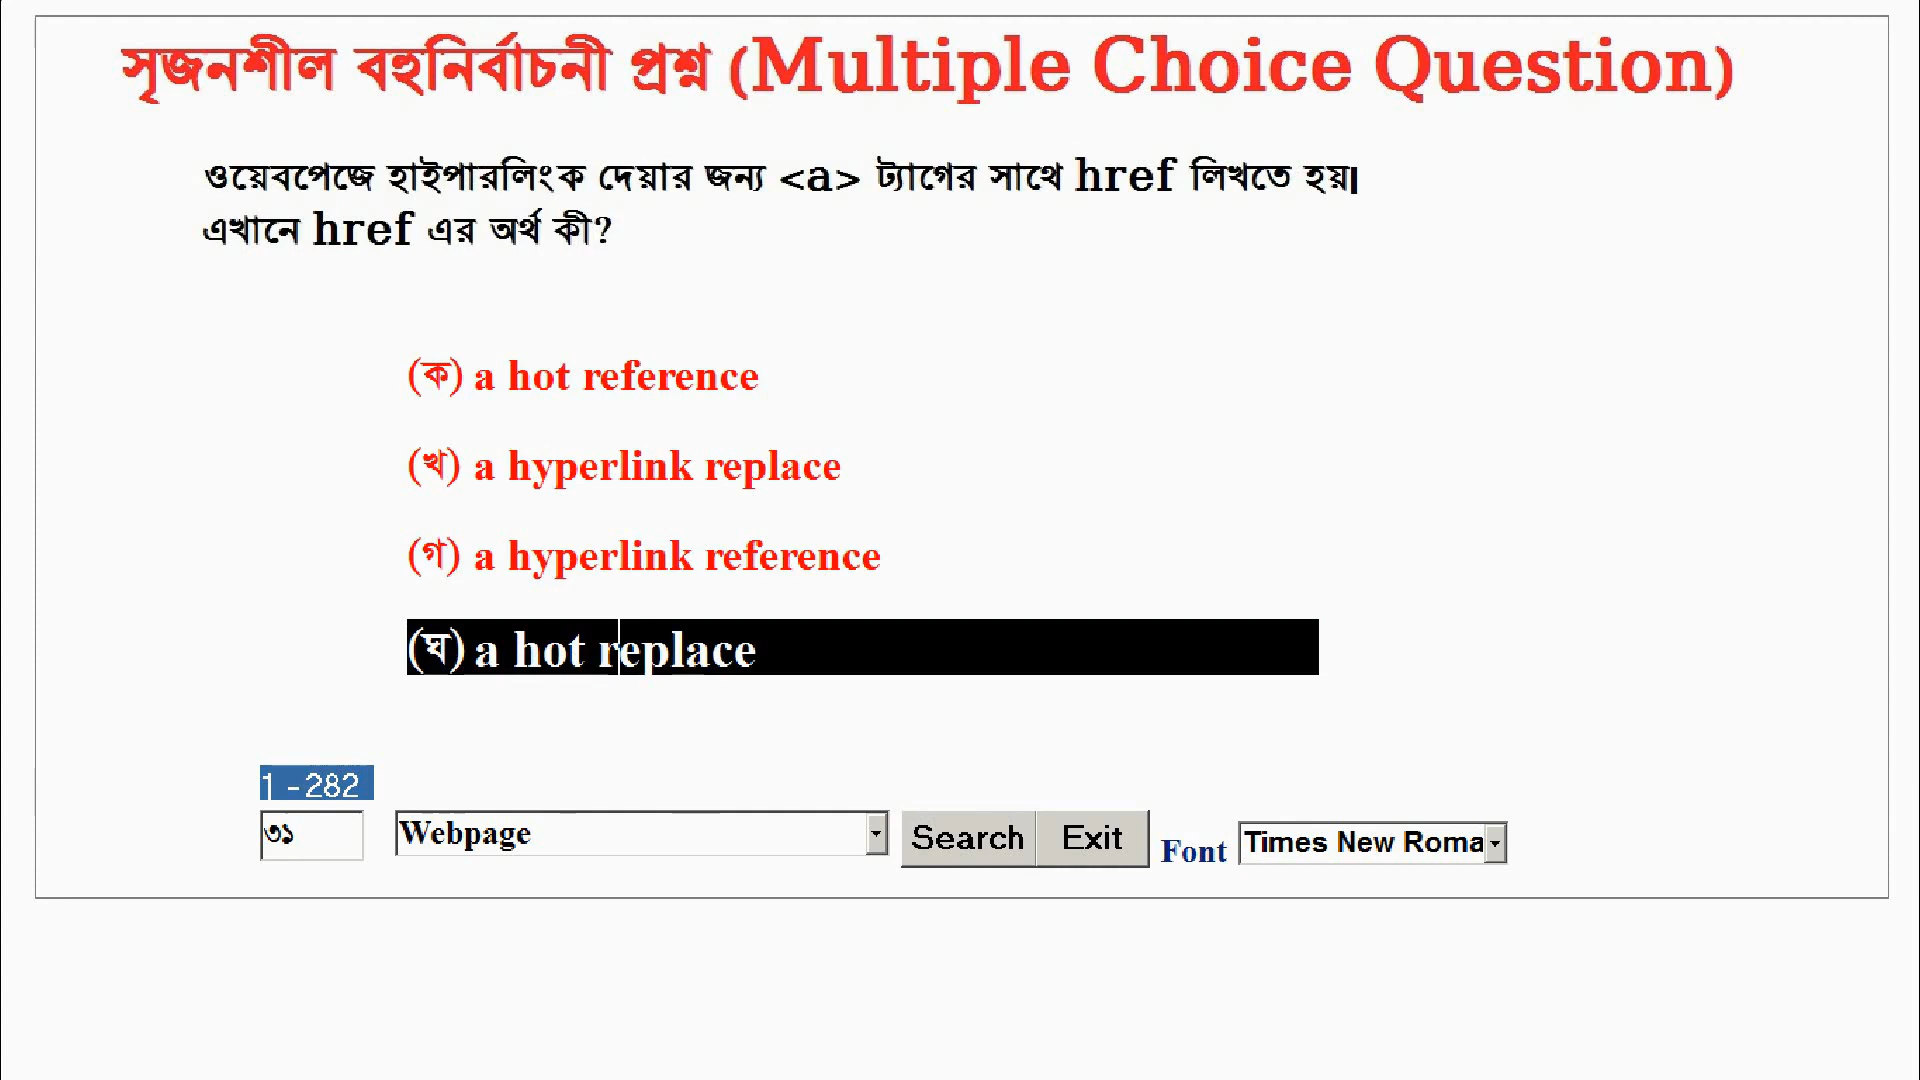 সৃজনশীল বহুনির্বাচনী প্রশ্ন (Multiple Choice Question)
ওয়েবপেজে হাইপারলিংক দেয়ার জন্য <a> ট্যাগের সাথে href লিখতে হয়।
এখানে href এর অর্থ কী?
(ক) a hot reference
(খ) a hyperlink replace
(গ) a hyperlink reference
(ঘ) a hot replace
1 - 282
৩১ Webpage Search Exit Font Times New Roma